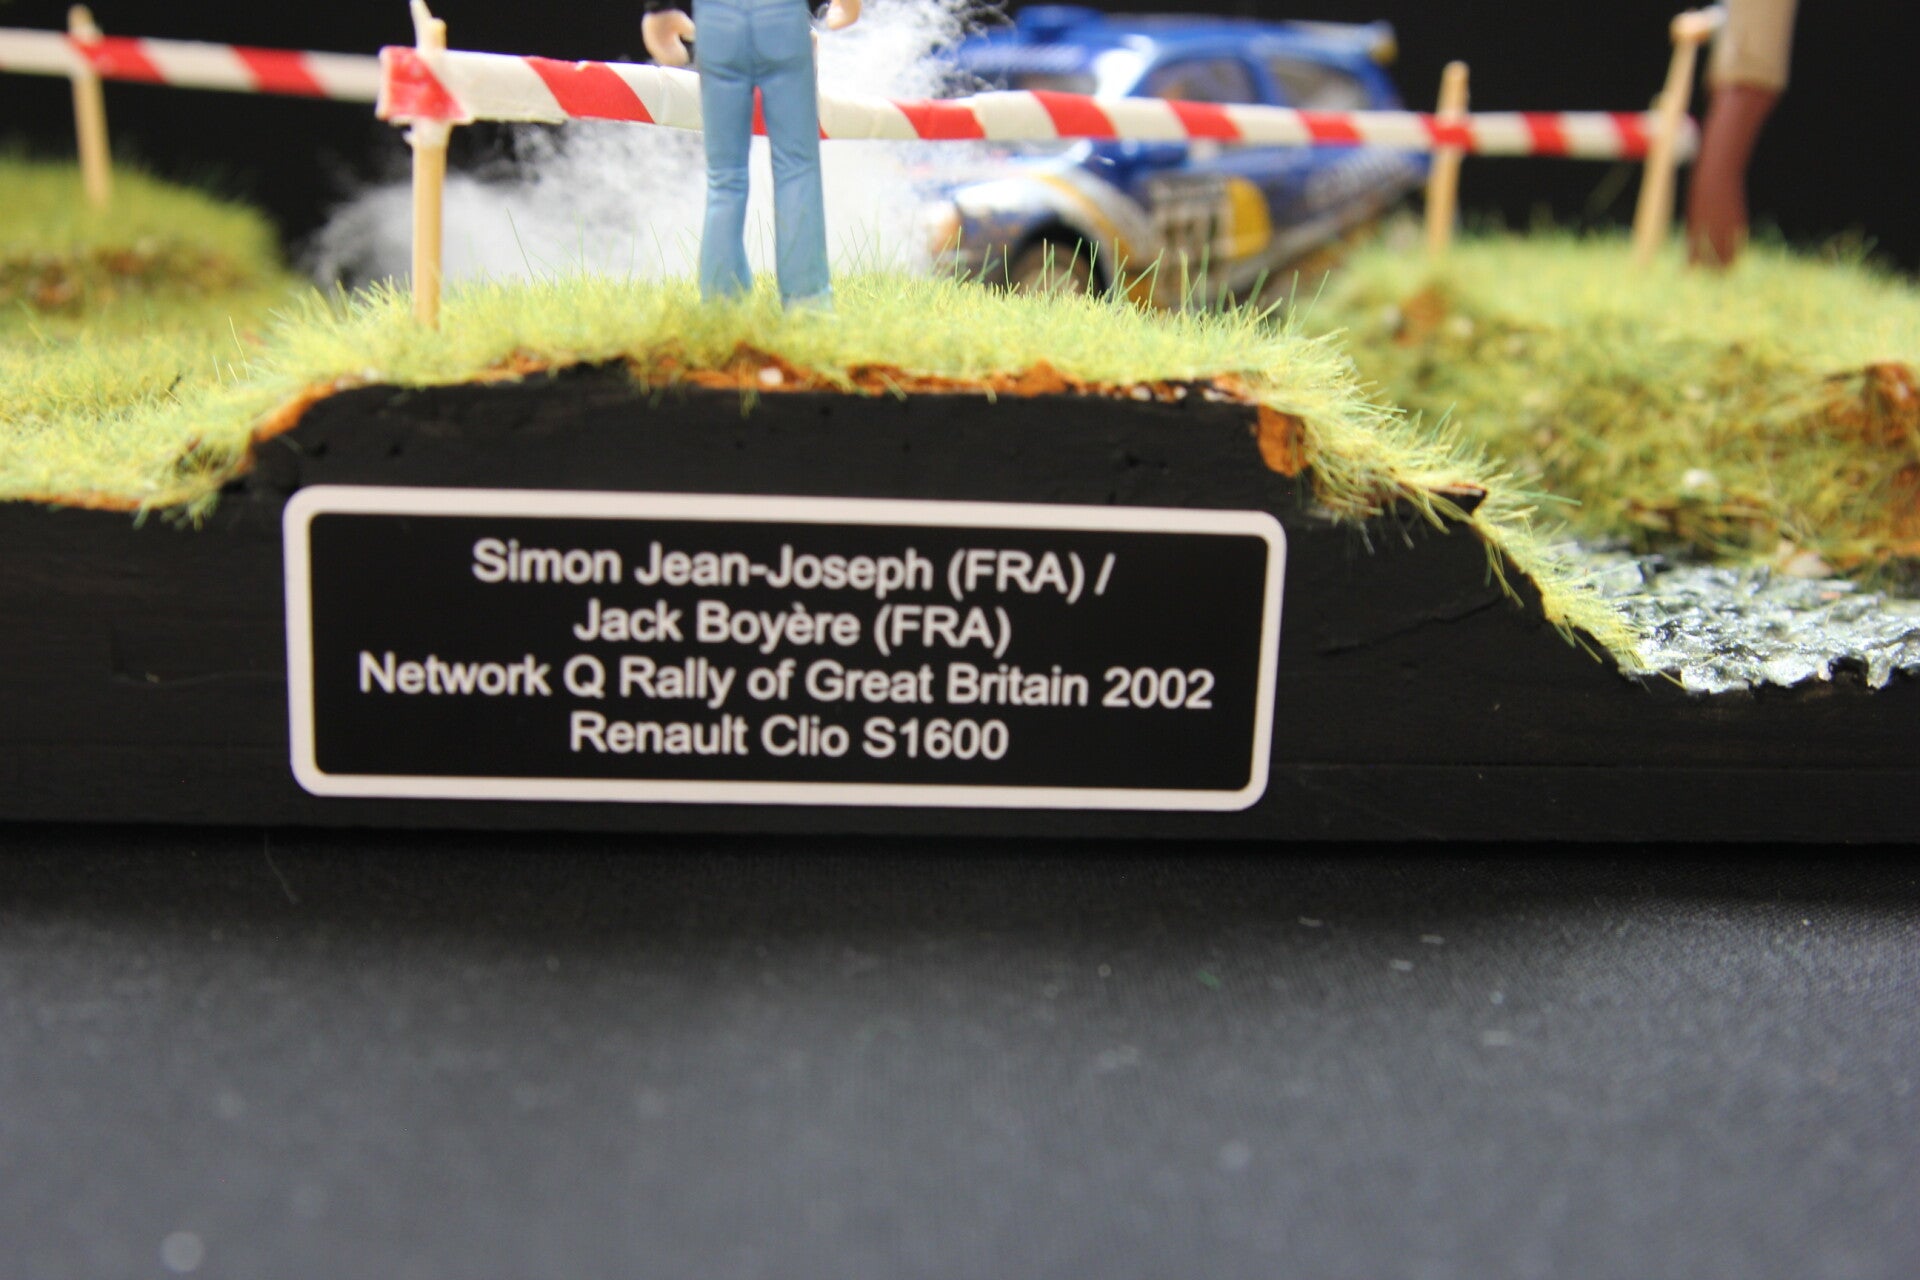 Simon Jean-Joseph (FRA) /
Jack Boyère (FRA)
Network Q Rally of Great Britain 2002
Renault Clio S1600